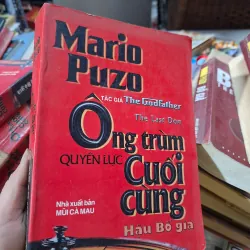 Mario
Puzo
TÁC GIẢ The Godfather
The Last Don
Ông trùm
QUYỀN LỰC
Cuối
cùng
Hậu Bố già
Nhà xuất bản
MŨI CÀ MAU